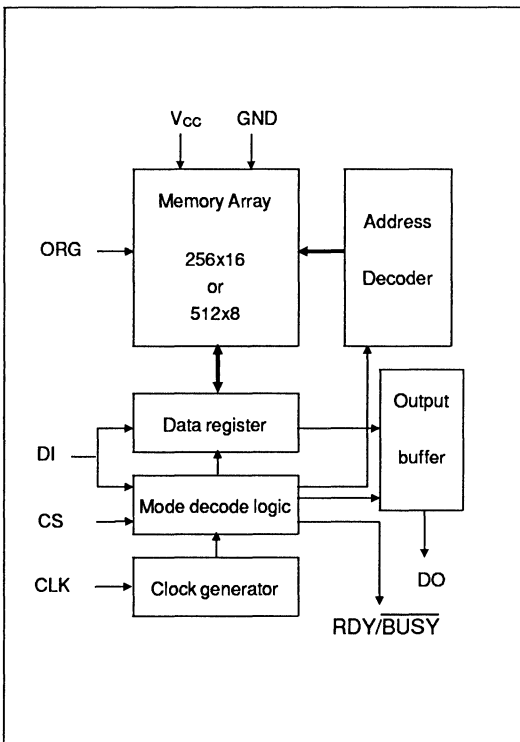 Vcc GND
Memory Array
Address
ORG
256x16
Decoder
or
512x8
Output
Data register
DI
buffer
Mode decode logic
CS
DO
CLK
Clock generator
RDY/BUSY